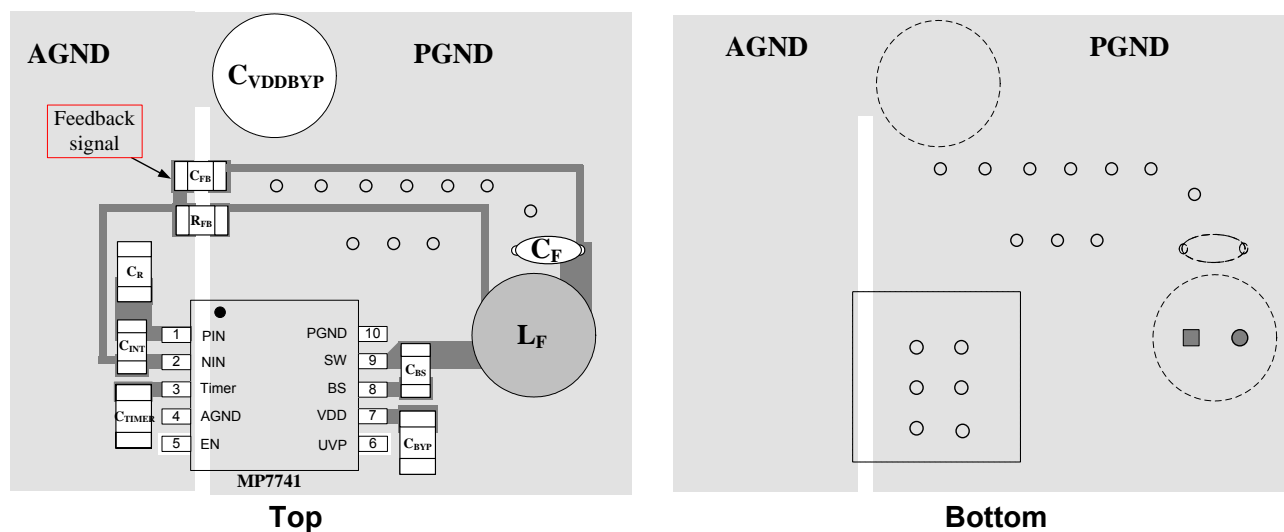 AGND
PGND
CVDDBYP
Feedback
signal
CFB
RFB
CF
CR
CINT
CTIMER
LF
1 PIN
2 NIN
3 Timer
4 AGND
5 EN
PGND 10
SW 9
BS 8
VDD 7
UVP 6
CBS
CBYP
MP7741
Top
AGND
PGND
Bottom